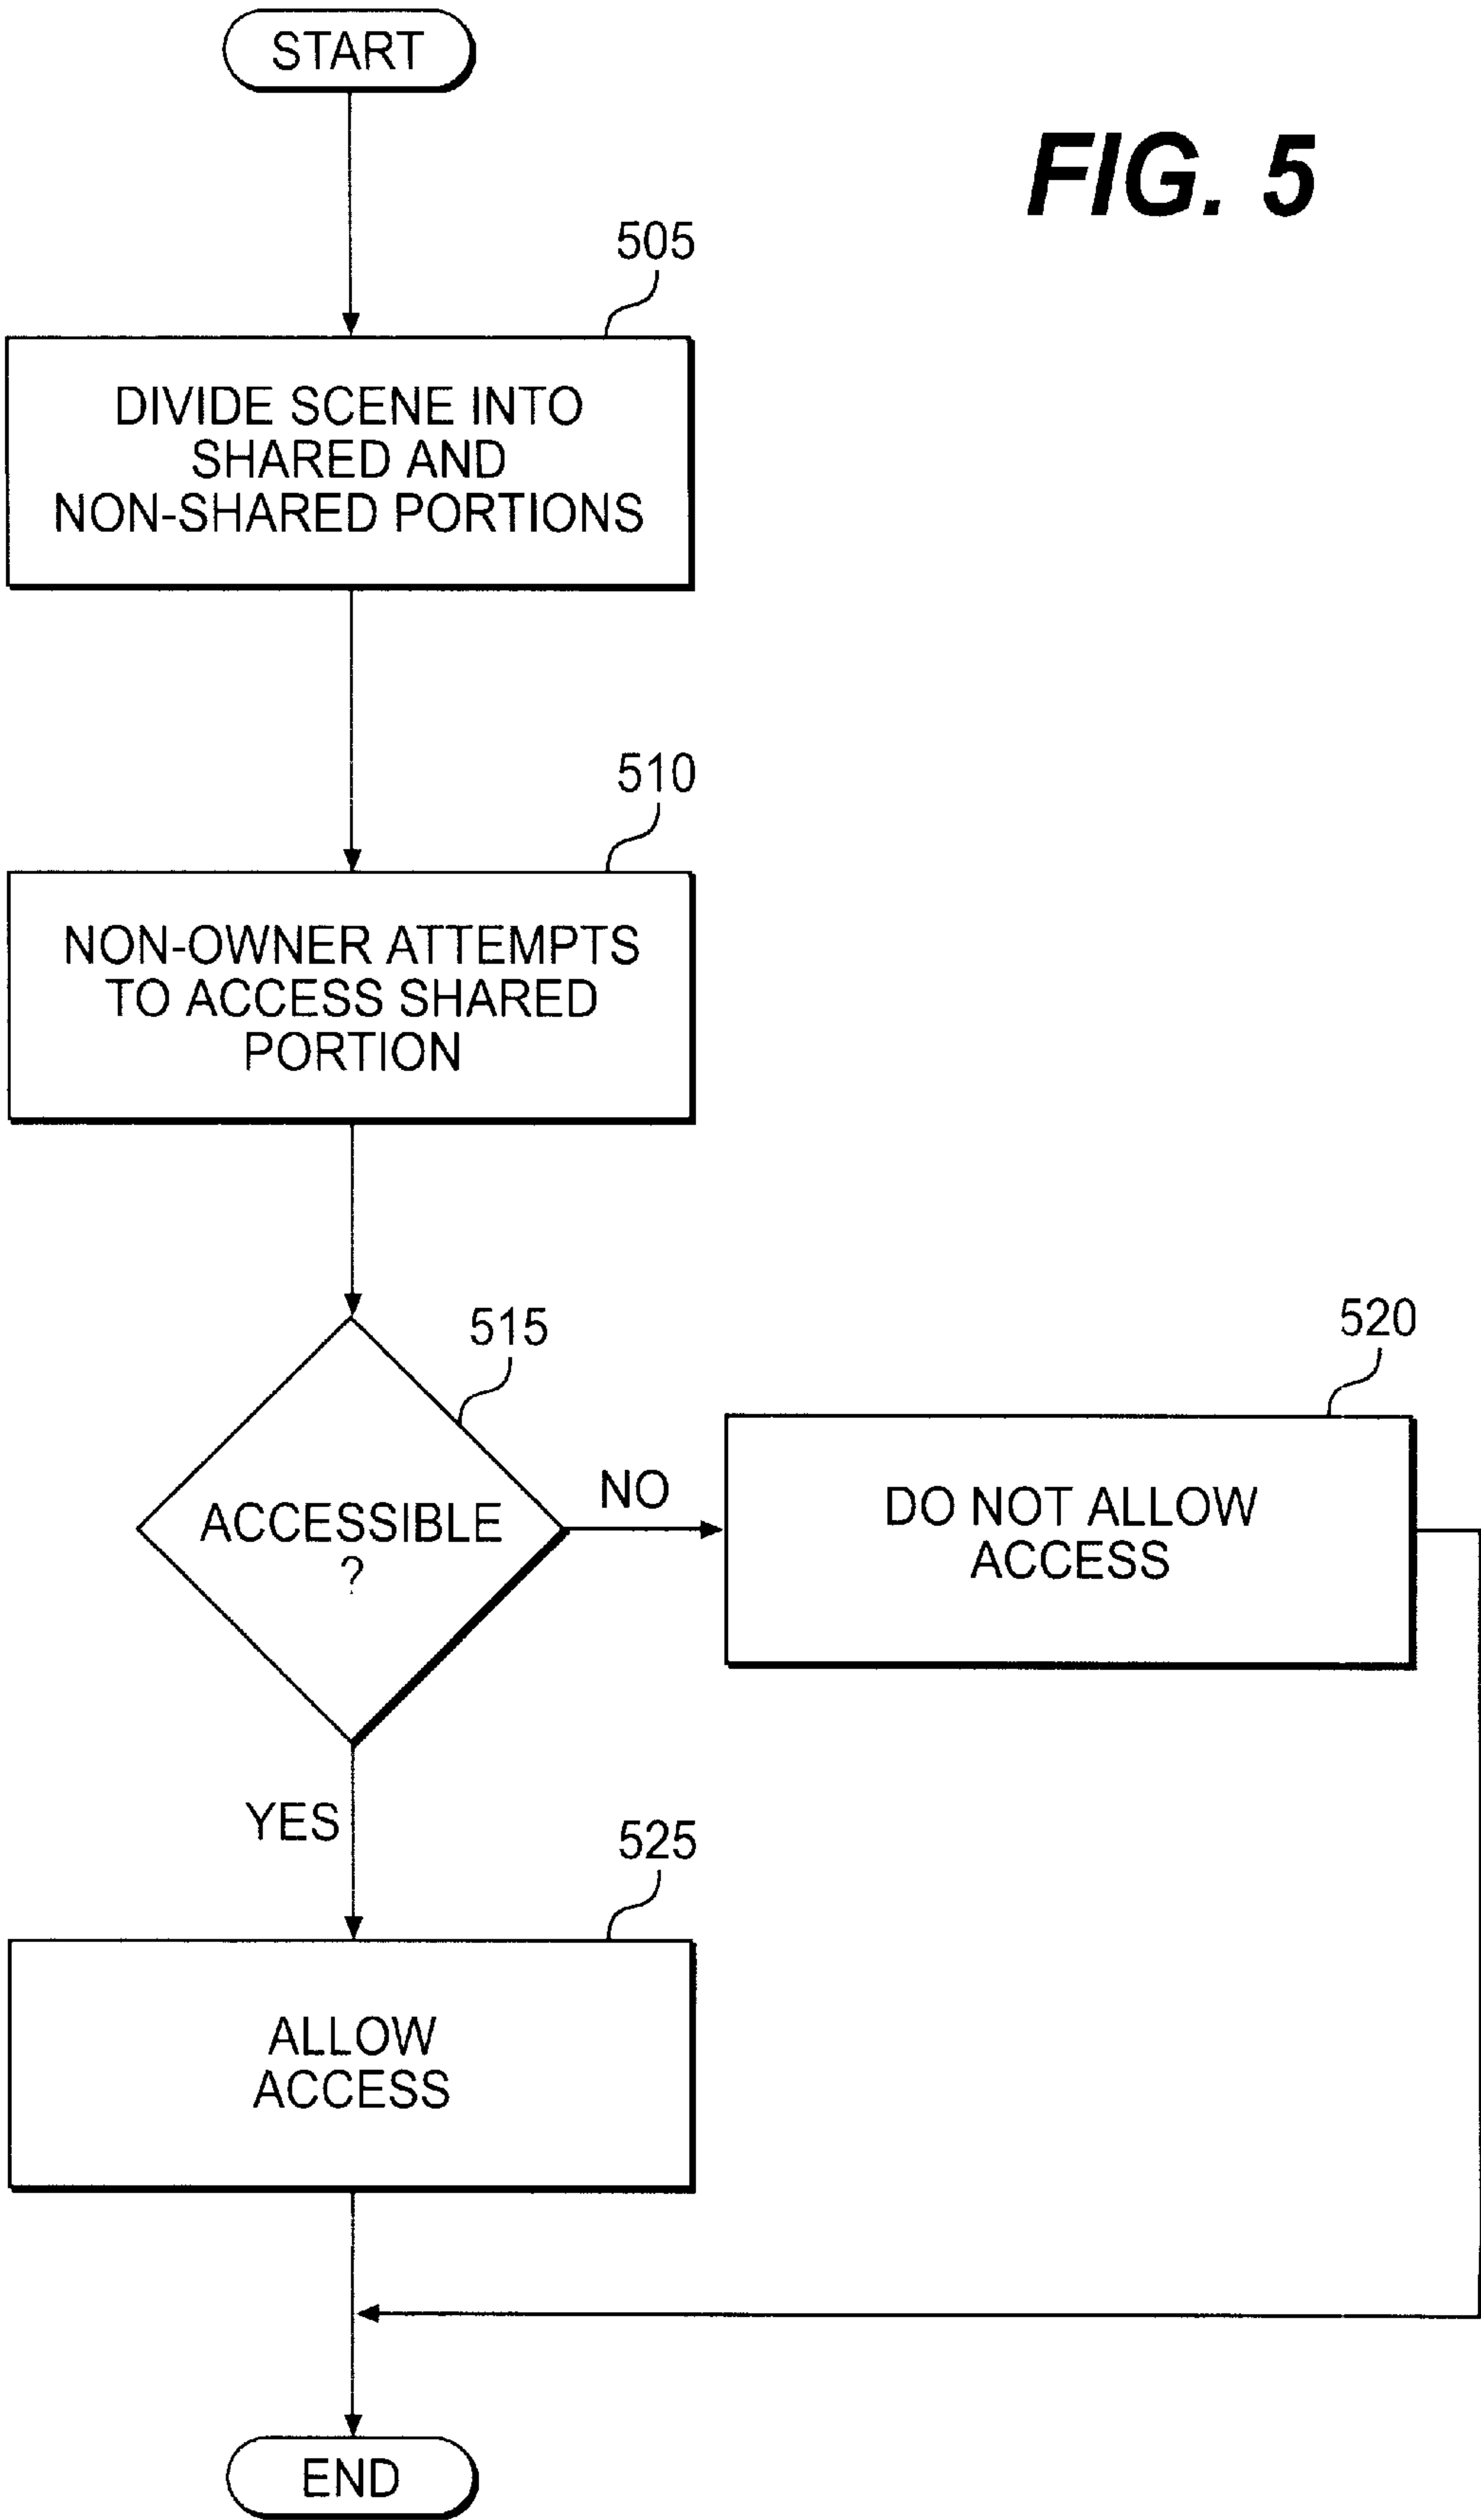 START
FIG. 5
505
DIVIDE SCENE INTO
SHARED AND
NON-SHARED PORTIONS
510
NON-OWNER ATTEMPTS
TO ACCESS SHARED
PORTION
515
ACCESSIBLE
?
NO
520
DO NOT ALLOW
ACCESS
YES
525
ALLOW
ACCESS
END